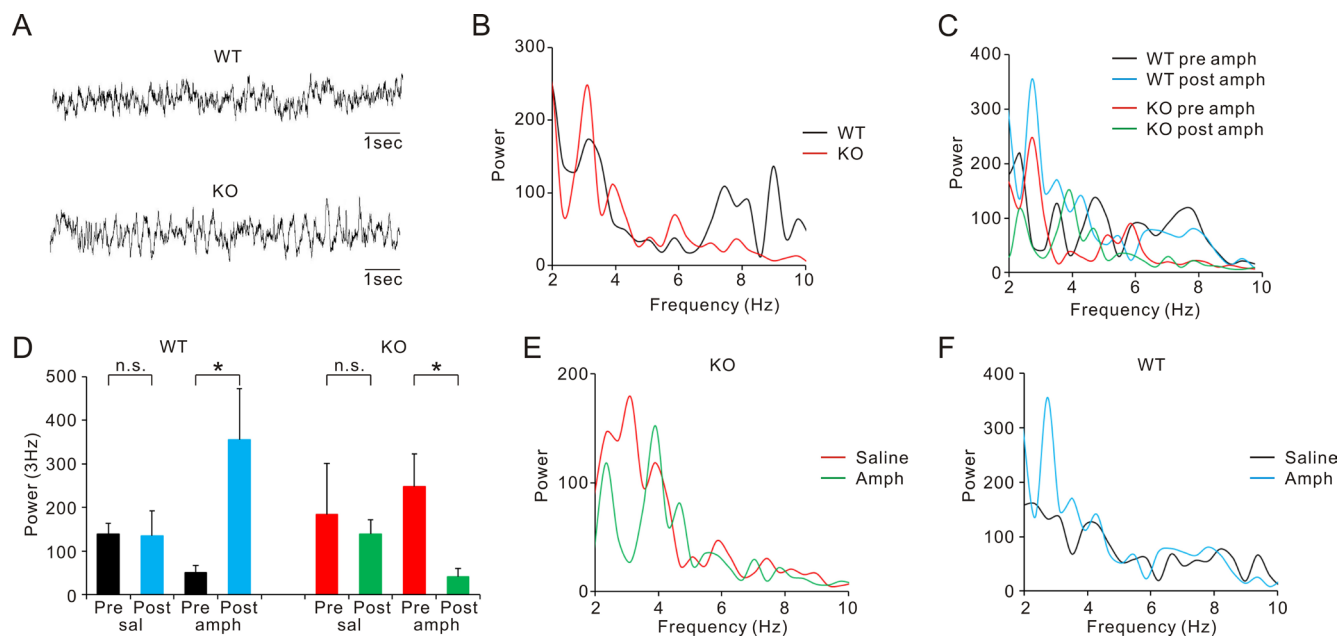 A
WT
1sec
KO
1sec
B
Power
300
200
100
0
2
4
6
8
10
Frequency (Hz)
WT
KO
C
Power
400
300
200
100
0
2
4
6
8
10
Frequency (Hz)
WT pre amph
WT post amph
KO pre amph
KO post amph
D
WT
KO
n.s.
*
n.s.
*
Power (3Hz)
500
400
300
200
100
0
Pre Post Pre Post Pre Post Pre Post
sal amph sal amph
E
KO
Power
200
100
0
2
4
6
8
10
Frequency (Hz)
Saline
Amph
F
WT
Power
400
300
200
100
0
2
4
6
8
10
Frequency (Hz)
Saline
Amph